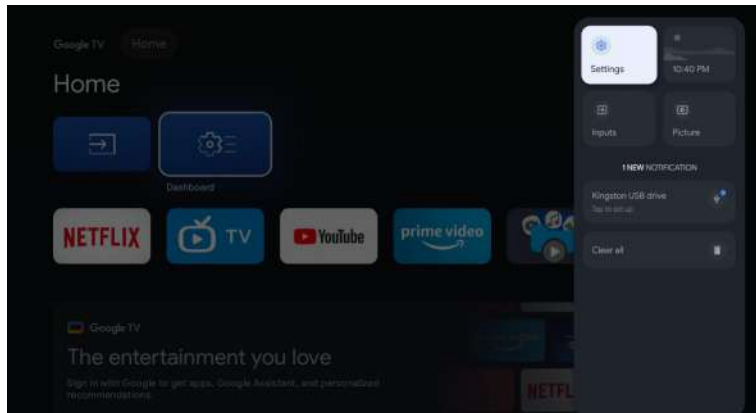 Google TV
Home
Home
Dashboard
NETFLIX
TV
YouTube
prime video
Google TV
The entertainment you love
Sign in with Google to get apps, Google Assistant, and personalized
recommendations.
NETFL
Settings
10:40 PM
Inputs
Picture
1 NEW NOTIFICATION
Kingston USB drive
Tap to set up
Clear all